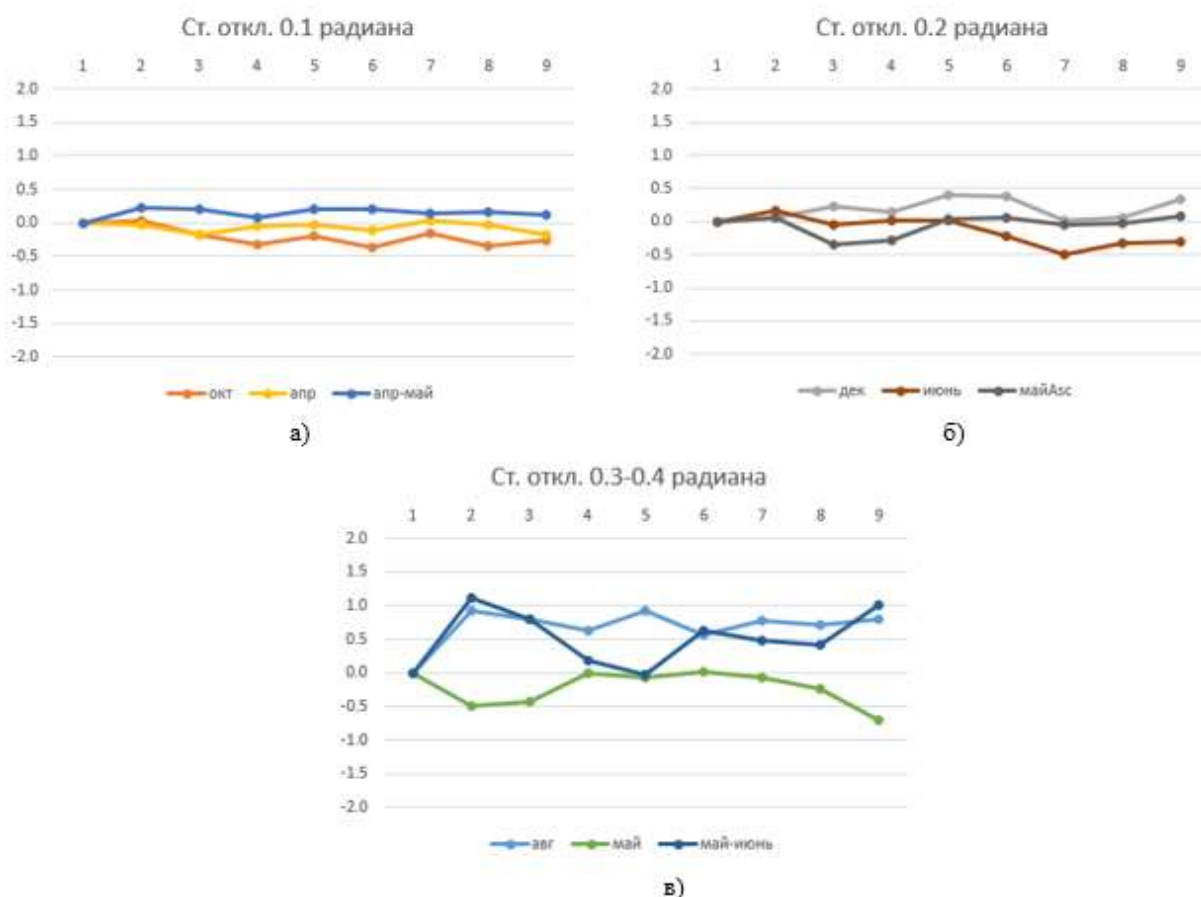 Ст. откл. 0.1 радиана
1 2 3 4 5 6 7 8 9
2.0
1.5
1.0
0.5
0.0
-0.5
-1.0
-1.5
-2.0
окт апр апр-май
а)
Ст. откл. 0.2 радиана
1 2 3 4 5 6 7 8 9
2.0
1.5
1.0
0.5
0.0
-0.5
-1.0
-1.5
-2.0
дек июнь майAsc
б)
Ст. откл. 0.3-0.4 радиана
1 2 3 4 5 6 7 8 9
2.0
1.5
1.0
0.5
0.0
-0.5
-1.0
-1.5
-2.0
авг май май-июнь
в)